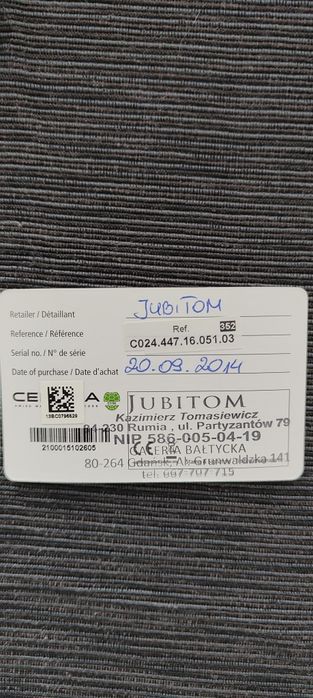 Retailer / Détaillant JUBITOM
Ref. 352
Reference / Référence C024.447.16.051.03
Serial no. / N° de série
Date of purchase / Date d'achat 20.09.2014
JUBITOM
Kazimierz Tomasiewicz
84-230 Rumia , ul. Partyzantów 79
NIP 586-005-04-19
2100015102605
GALERIA BAŁTYCKA
80-264 Gdańsk, Al. Grunwaldzka 141
tel. 667 707 715